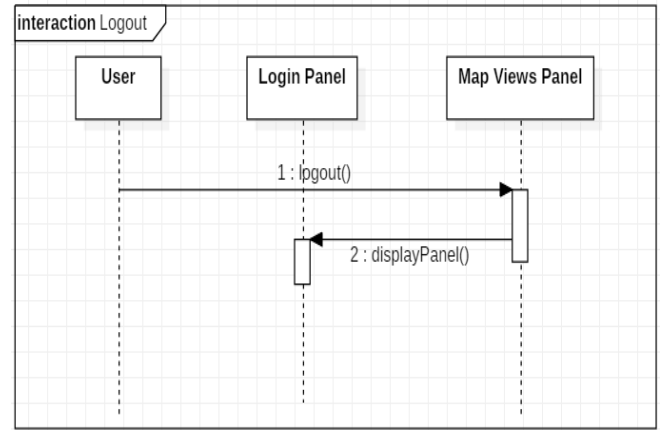 interaction Logout
User
Login Panel
Map Views Panel
1 : logout()
2 : displayPanel()